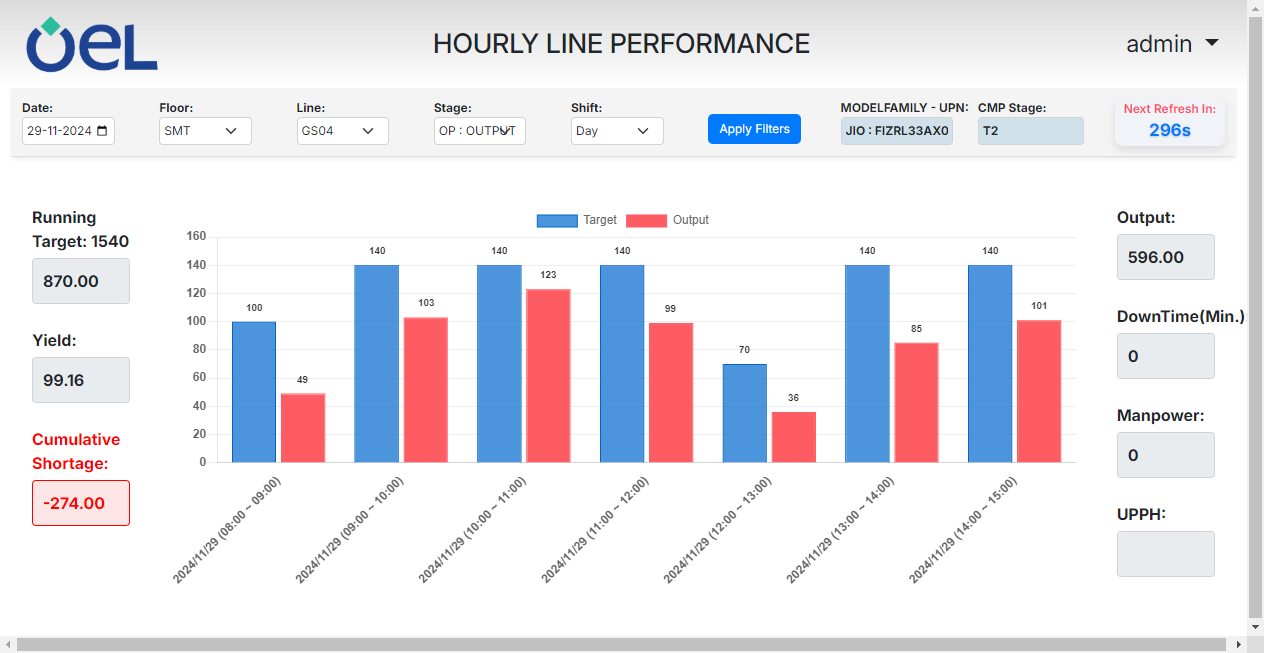 oeL
HOURLY LINE PERFORMANCE
admin
Date:
29-11-2024
Floor:
SMT
Line:
GS04
Stage:
OP : OUTPUT
Shift:
Day
Apply Filters
MODELFAMILY - UPN:
JIO : FIZRL33AX0
CMP Stage:
T2
Next Refresh In:
296s
Running
Target: 1540
870.00
Yield:
99.16
Cumulative
Shortage:
-274.00
Target
Output
160
140
120
100
80
60
40
20
0
100
49
140
103
140
123
140
99
70
36
140
85
140
101
2024/11/29 (08:00 ~ 09:00)
2024/11/29 (09:00 ~ 10:00)
2024/11/29 (10:00 ~ 11:00)
2024/11/29 (11:00 ~ 12:00)
2024/11/29 (12:00 ~ 13:00)
2024/11/29 (13:00 ~ 14:00)
2024/11/29 (14:00 ~ 15:00)
Output:
596.00
DownTime(Min.):
0
Manpower:
0
UPPH: